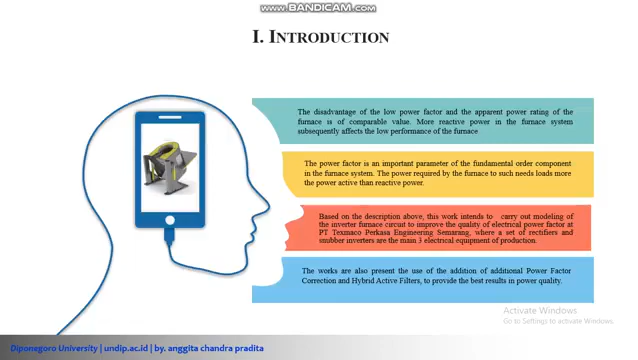 www.BANDICAM.com
I. INTRODUCTION
The disadvantage of the low power factor and the apparent power rating of the
furnace is of comparable value. More reactive power in the furnace system
subsequently affects the low performance of the furnace
The power factor is an important parameter of the fundamental order component
in the furnace system. The power required by the furnace to such needs loads more
the power active than reactive power.
Based on the description above, this work intends to carry out modeling of
the inverter furnace circuit to improve the quality of electrical power factor at
PT Texmaco Perkasa Engineering Semarang, where a set of rectifiers and
snubber inverters are the main 3 electrical equipment of production.
The works are also present the use of the addition of additional Power Factor
Correction and Hybrid Active Filters, to provide the best results in power quality.
Activate Windows
Go to Settings to activate Windows.
Diponegoro University | undip.ac.id | by. anggita chandra pradita